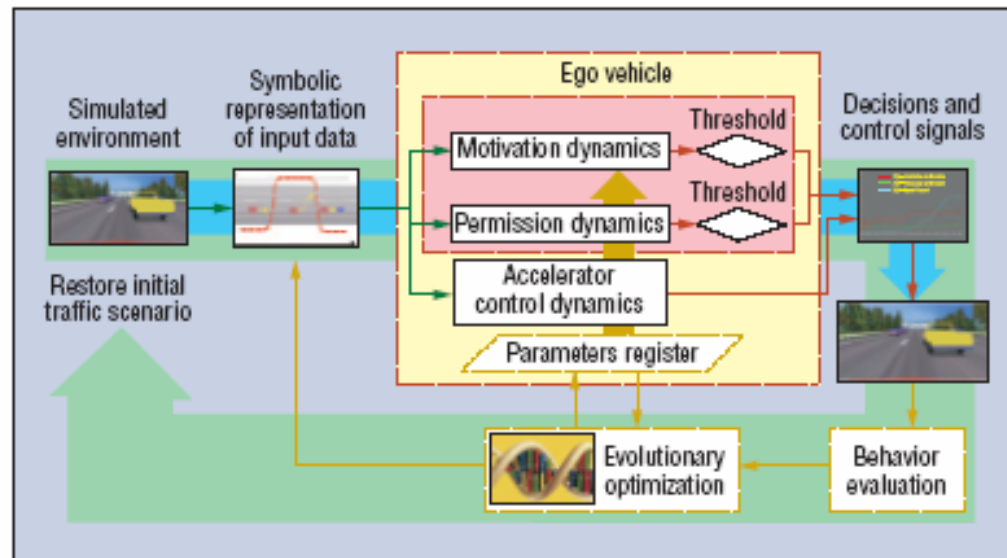 Ego vehicle
Simulated
environment
Symbolic
representation
of input data
Threshold
Motivation dynamics
Threshold
Permission dynamics
Accelerator
control dynamics
Parameters register
Decisions and
control signals
Restore initial
traffic scenario
Evolutionary
optimization
Behavior
evaluation